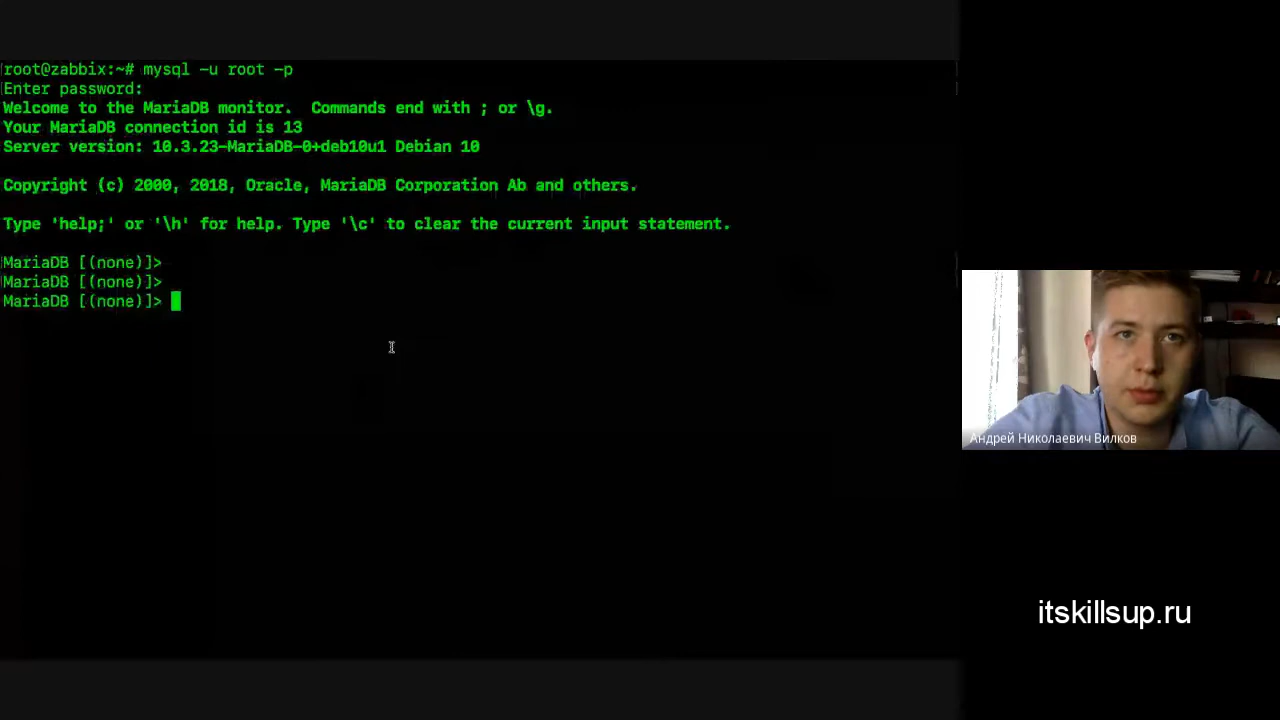 root@zabbix:~# mysql -u root -p
Enter password:
Welcome to the MariaDB monitor.  Commands end with ; or \g.
Your MariaDB connection id is 13
Server version: 10.3.23-MariaDB-0+deb10u1 Debian 10
Copyright (c) 2000, 2018, Oracle, MariaDB Corporation Ab and others.
Type 'help;' or '\h' for help. Type '\c' to clear the current input statement.
MariaDB [(none)]>
MariaDB [(none)]>
MariaDB [(none)]>
Андрей Николаевич Вилков
itskillsup.ru